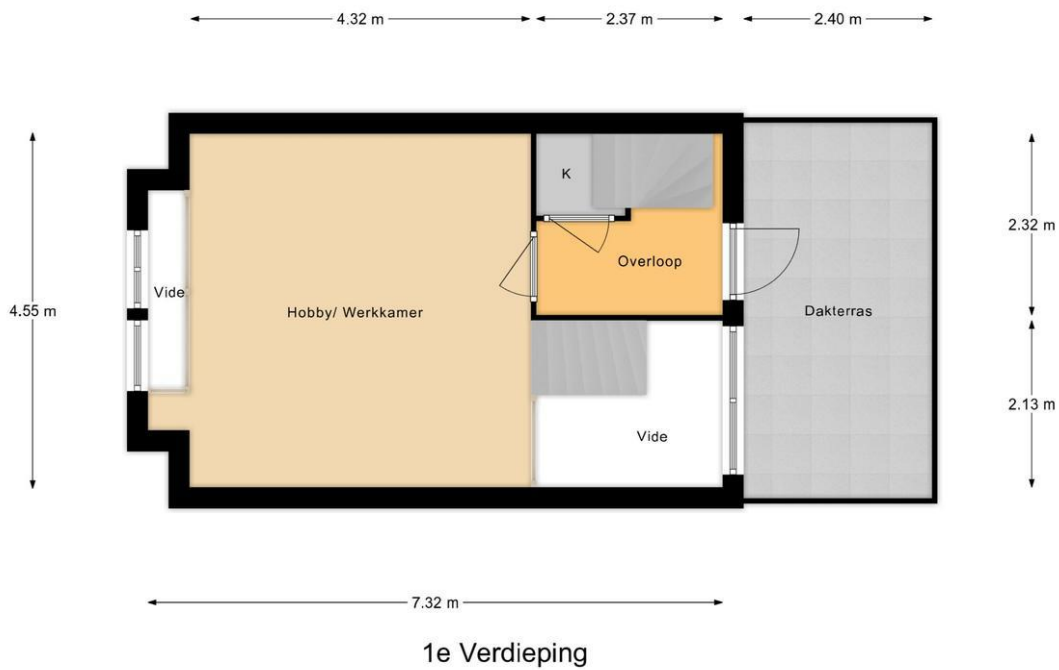 4.32 m
2.37 m
2.40 m
K
2.32 m
Overloop
Vide
Hobby/ Werkkamer
Dakterras
4.55 m
2.13 m
Vide
7.32 m
1e Verdieping